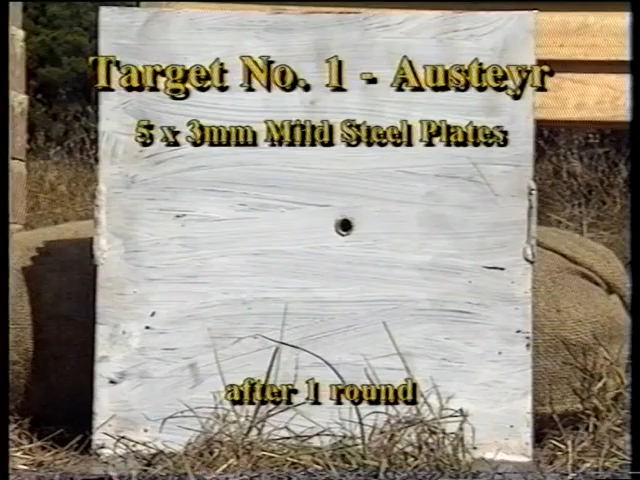 Target No. 1 - Austeyr
5 x 3mm Mild Steel Plates
after 1 round